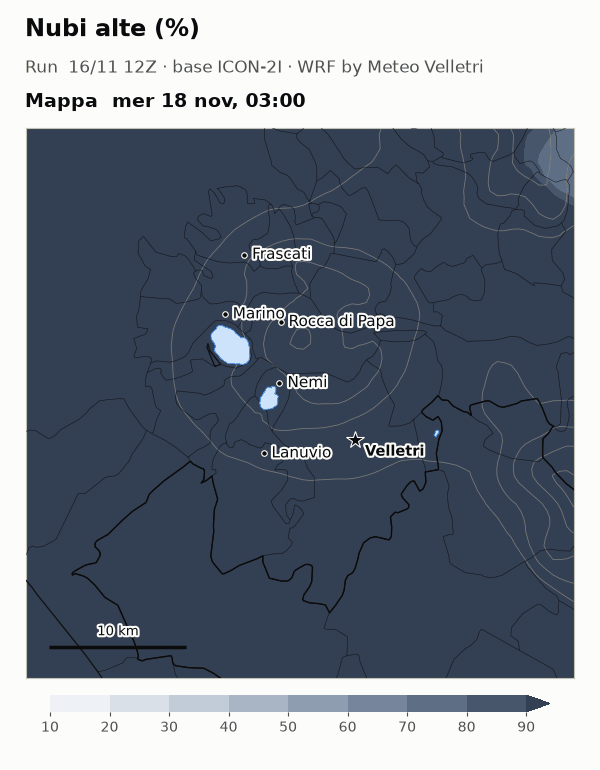 Nubi alte (%)
Run  16/11 12Z · base ICON-2I · WRF by Meteo Velletri
Mappa  mer 18 nov, 03:00
Frascati
Marino
Rocca di Papa
Nemi
Velletri
Lanuvio
10 km
10 20 30 40 50 60 70 80 90